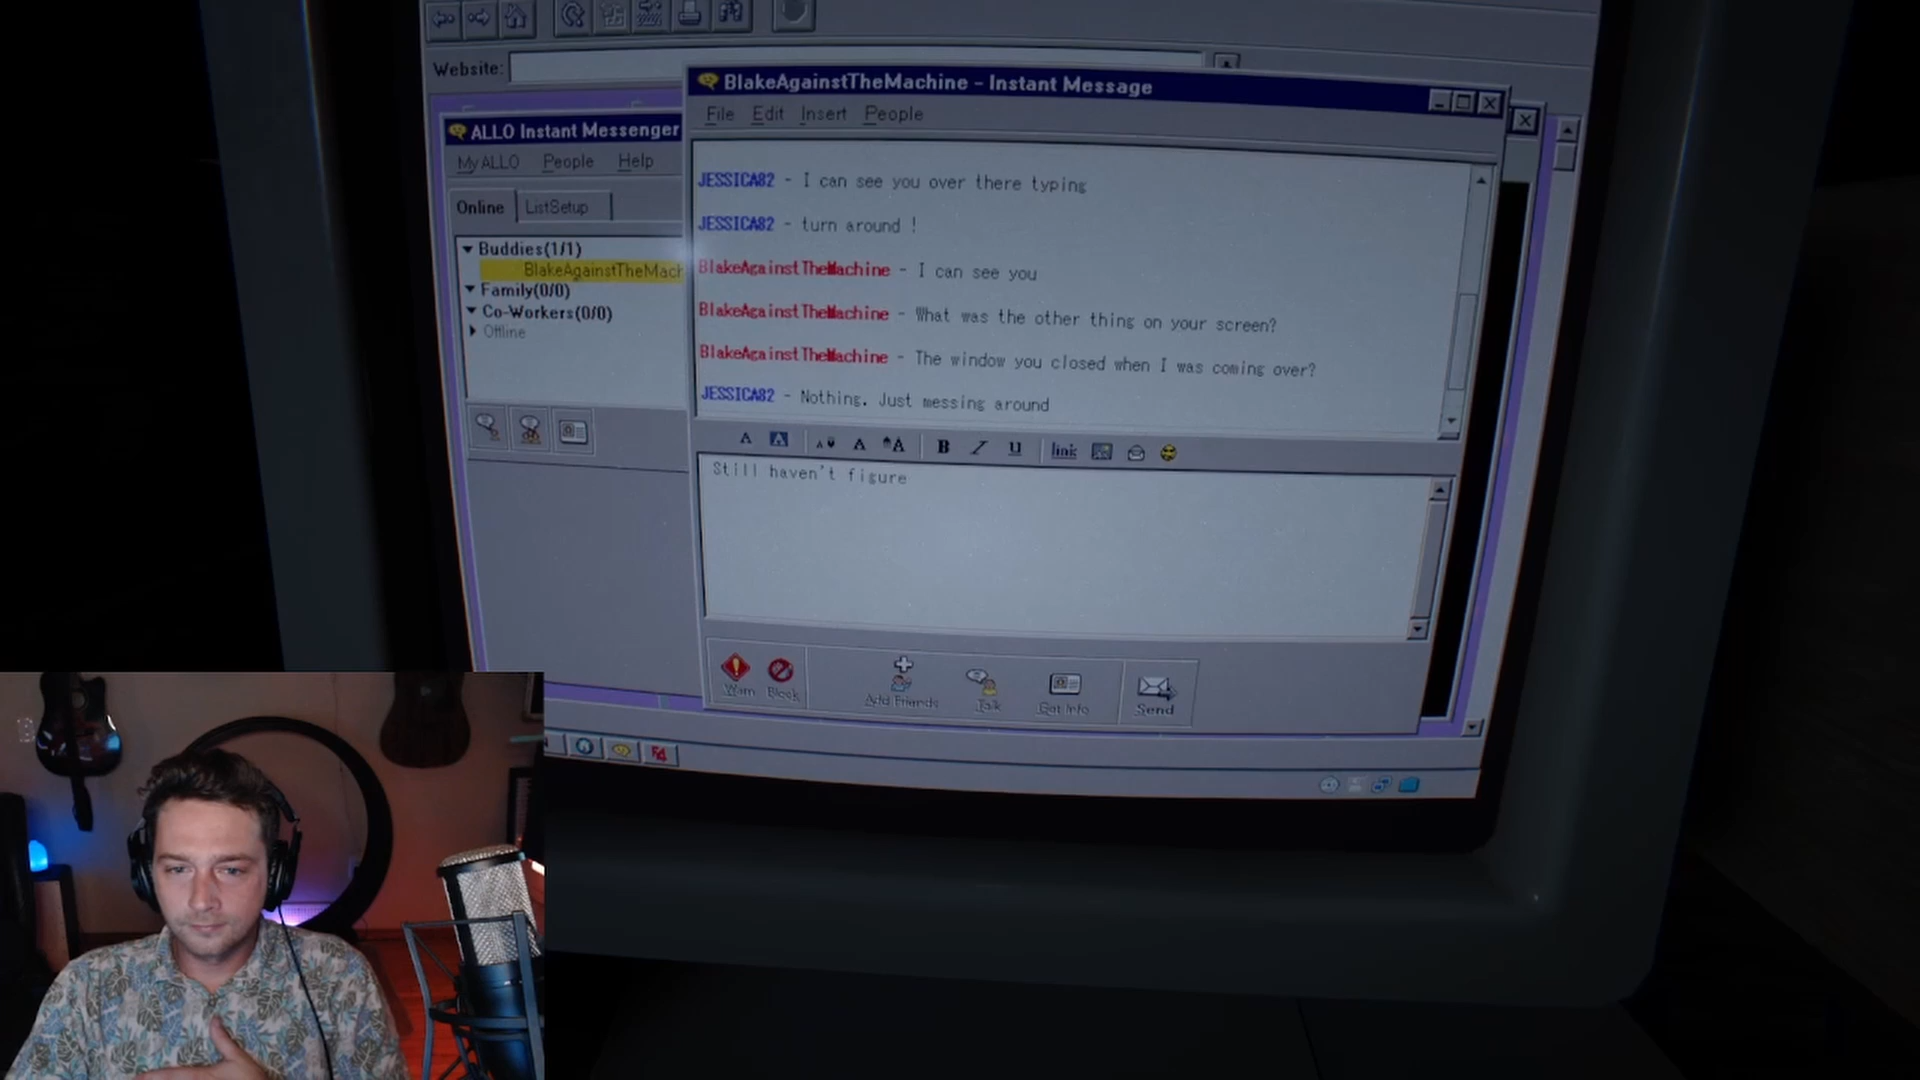 Website:
BlakeAgainstTheMachine - Instant Message
File Edit Insert People
ALLO Instant Messenger
My ALLO People Help
Online ListSetup
Buddies(1/1)
BlakeAgainstTheMach
Family(0/0)
Co-Workers(0/0)
Offline
JESSICA82 - I can see you over there typing
JESSICA82 - turn around !
BlakeAgainstTheMachine - I can see you
BlakeAgainstTheMachine - What was the other thing on your screen?
BlakeAgainstTheMachine - The window you closed when I was coming over?
JESSICA82 - Nothing. Just messing around
A A A A A B I U link
Still haven't figure
Warn Block Add Friends Talk Get Info Send